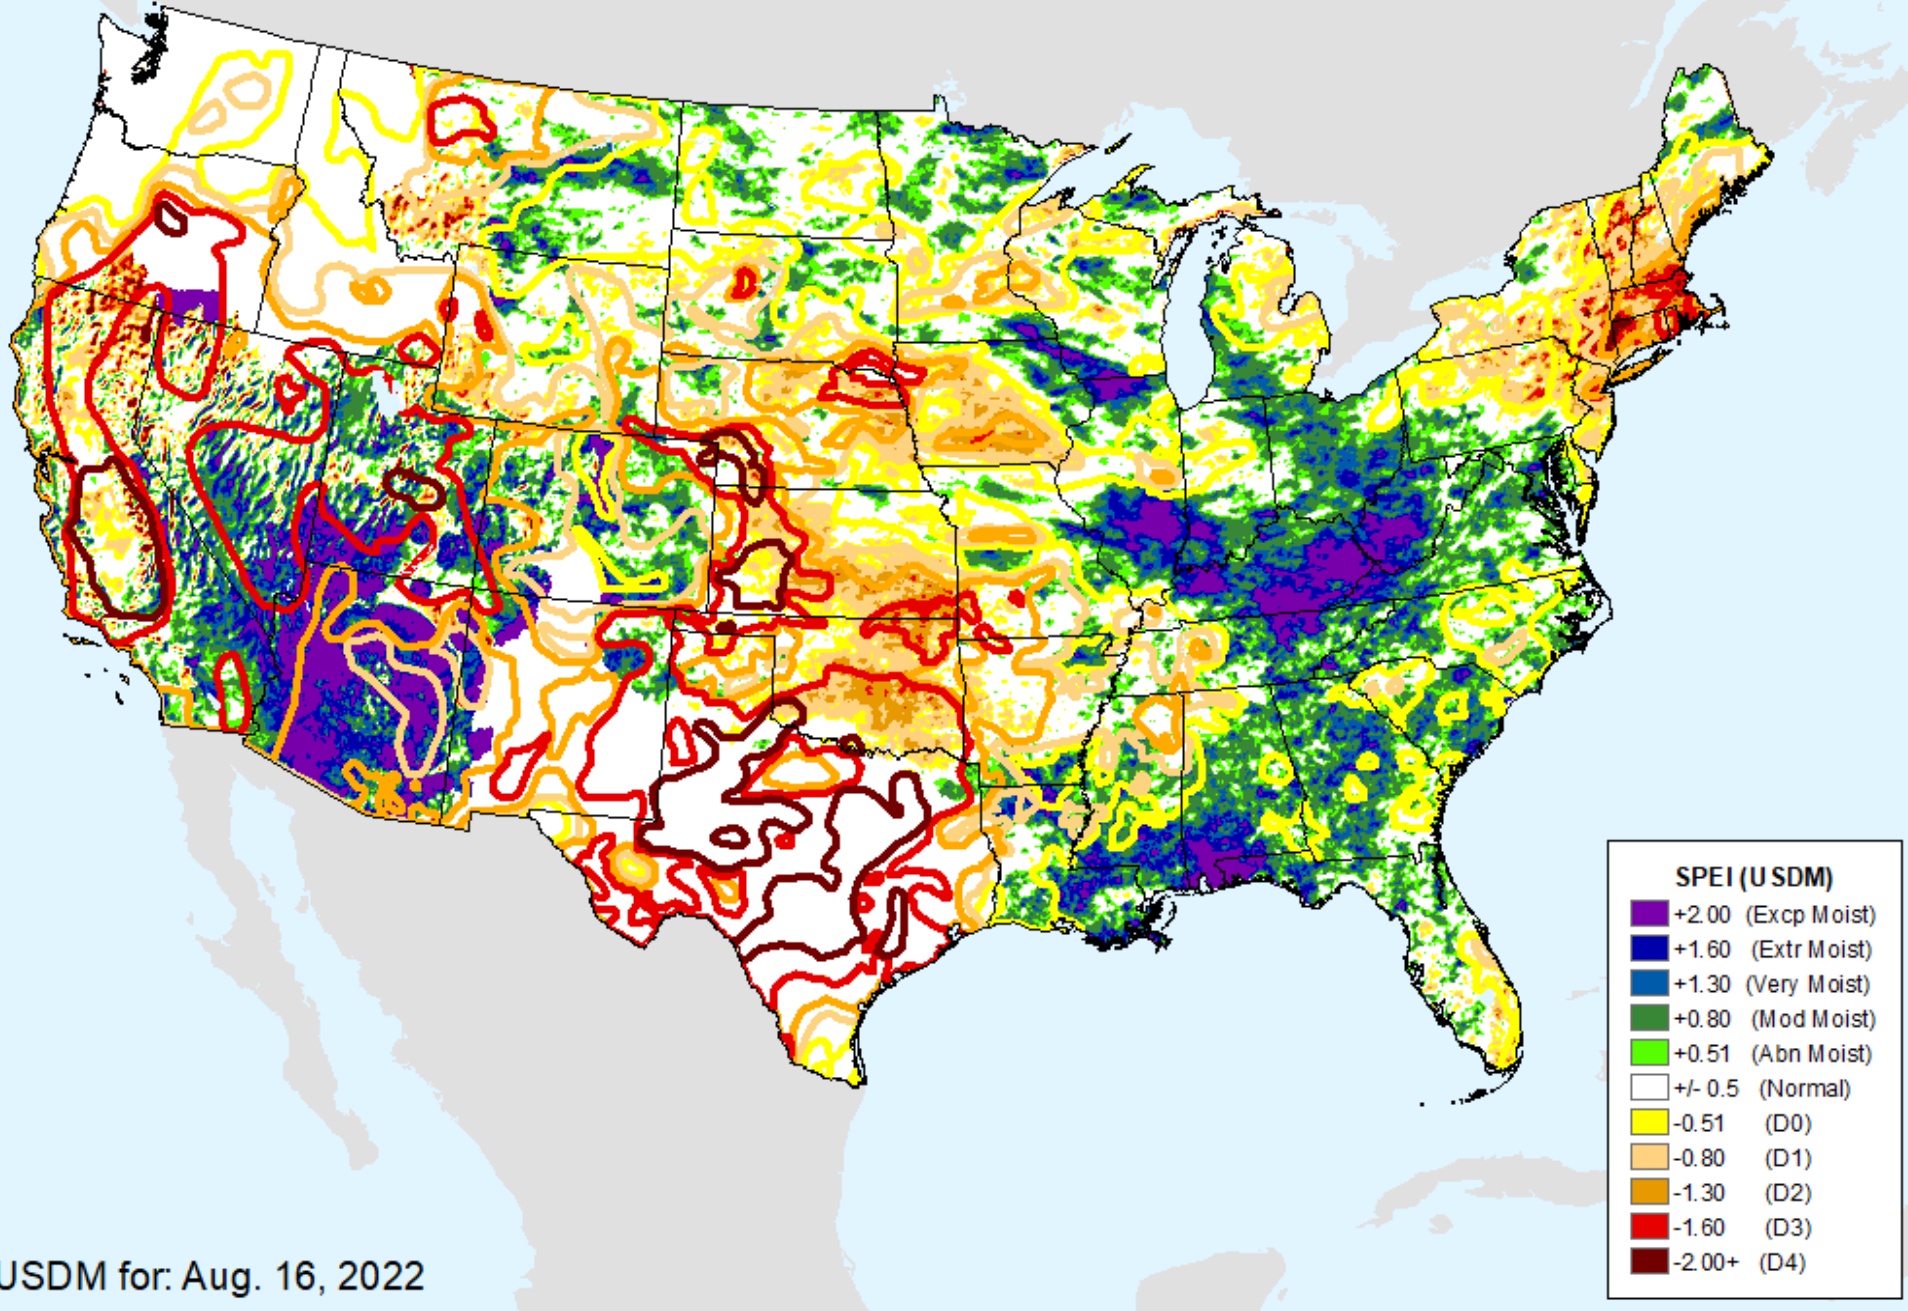 SPEI (USDM)
+2.00 (Excp Moist)
+1.60 (Extr Moist)
+1.30 (Very Moist)
+0.80 (Mod Moist)
+0.51 (Abn Moist)
+/- 0.5 (Normal)
-0.51 (D0)
-0.80 (D1)
-1.30 (D2)
-1.60 (D3)
-2.00+ (D4)
USDM for: Aug. 16, 2022